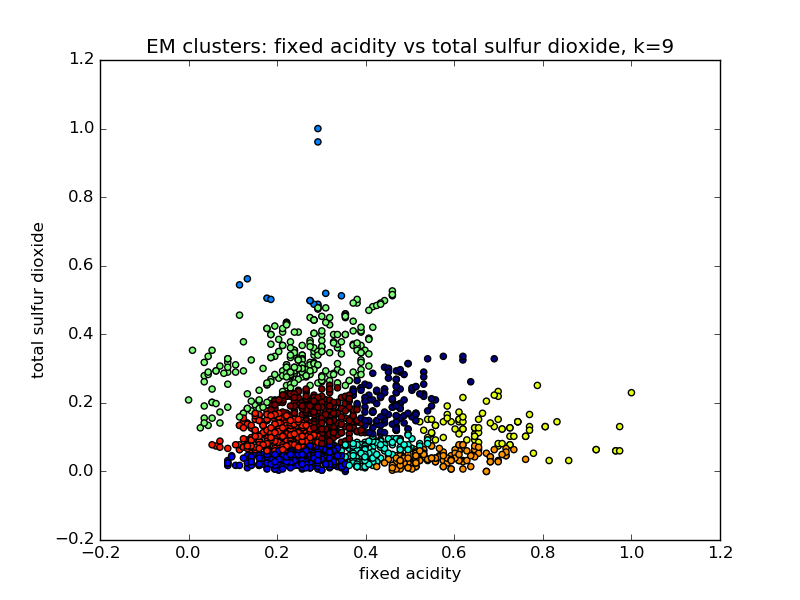 EM clusters: fixed acidity vs total sulfur dioxide, k=9
1.2
1.0
0.8
0.6
0.4
0.2
0.0
−0.2
total sulfur dioxide
−0.2 0.0 0.2 0.4 0.6 0.8 1.0 1.2
fixed acidity